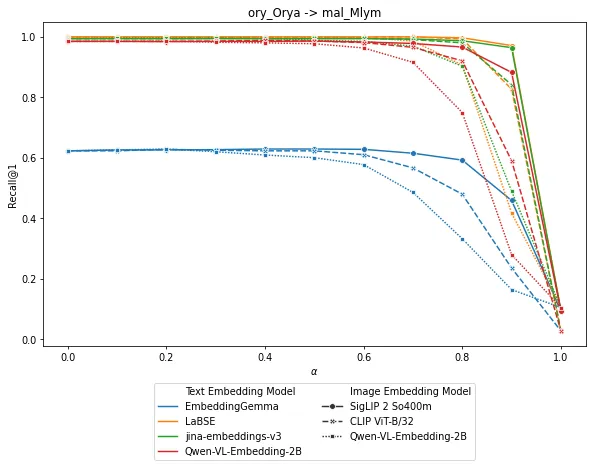 ory_Orya -> mal_Mlym
Recall@1
1.0
0.8
0.6
0.4
0.2
0.0
0.0 0.2 0.4 0.6 0.8 1.0
α
Text Embedding Model Image Embedding Model
EmbeddingGemma SigLIP 2 So400m
LaBSE CLIP ViT-B/32
jina-embeddings-v3 Qwen-VL-Embedding-2B
Qwen-VL-Embedding-2B